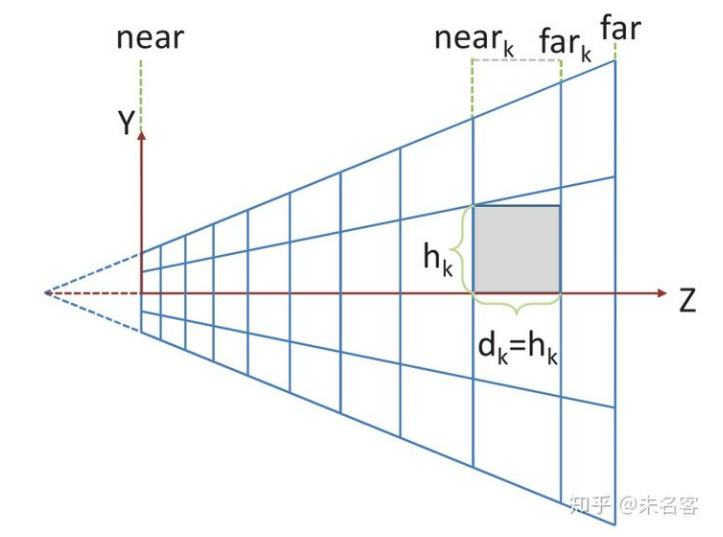 near
near_k
far_k
far
Y
h_k
Z
d_k=h_k
知乎 @未名客